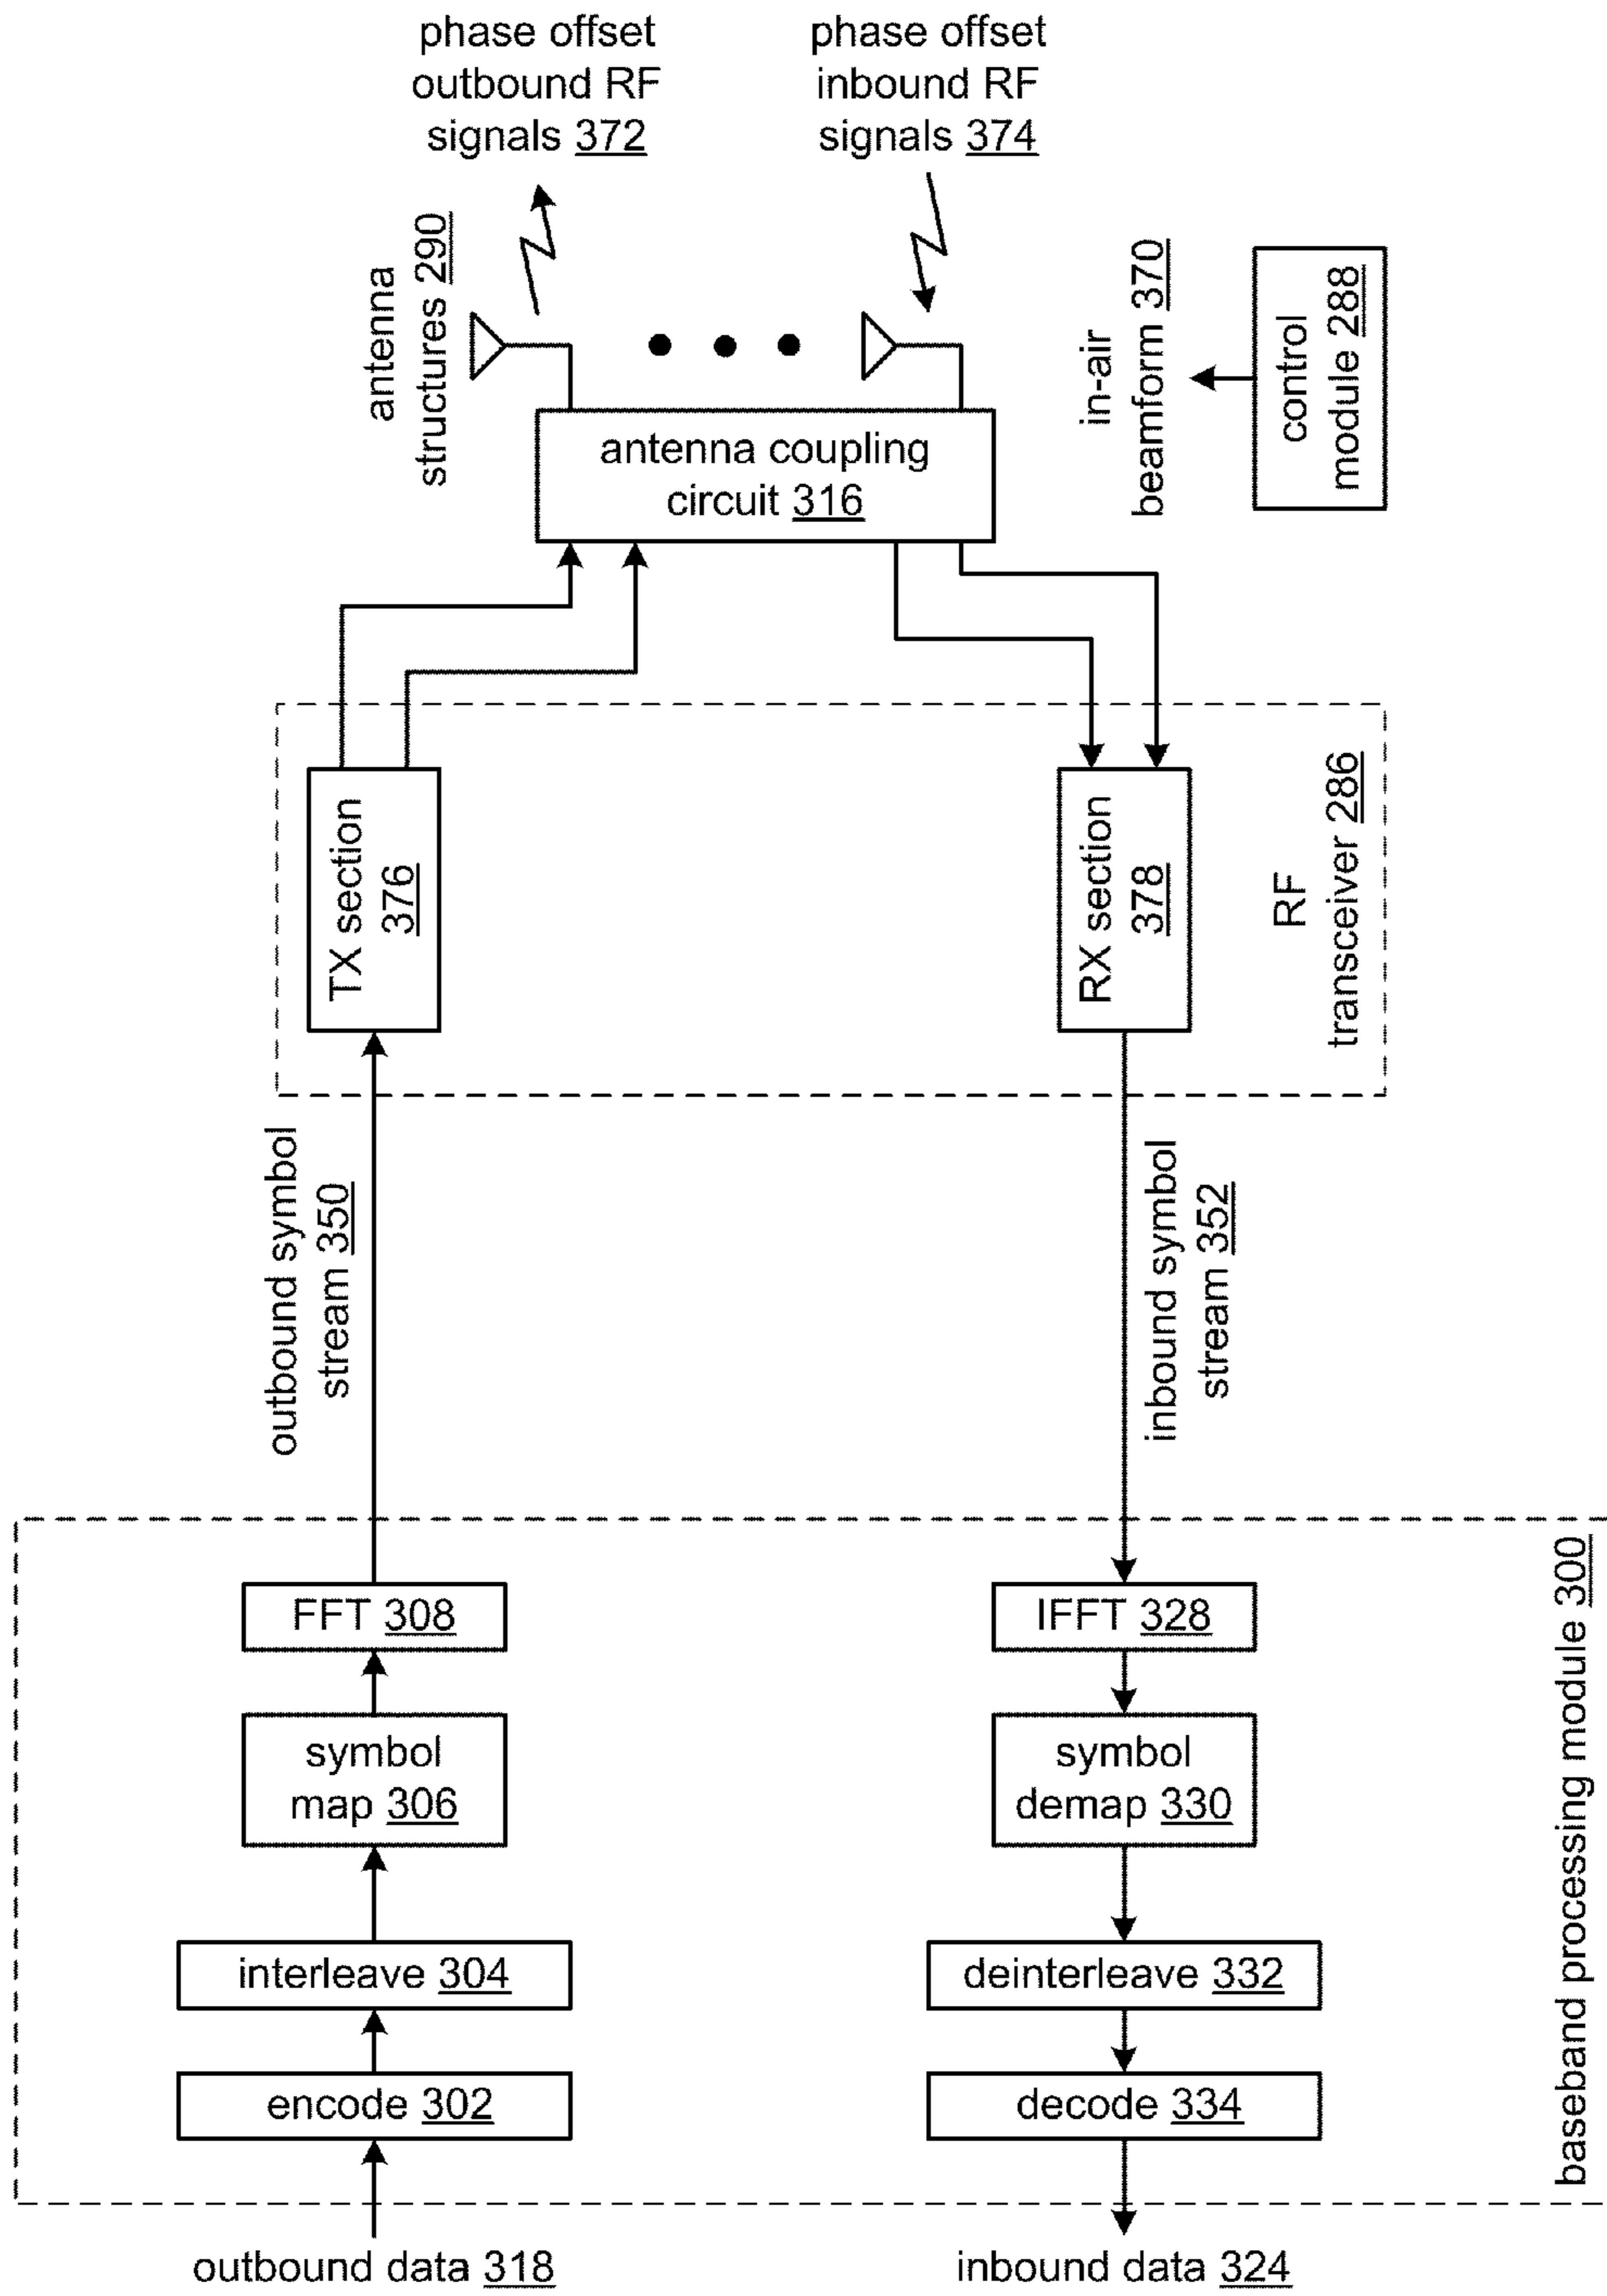 phase offset
outbound RF
signals 372
phase offset
inbound RF
signals 374
antenna
structures 290
in-air
beamform 370
control
module 288
antenna coupling
circuit 316
TX section
376
RX section
378
RF
transceiver 286
outbound symbol
stream 350
inbound symbol
stream 352
FFT 308
IFFT 328
symbol
map 306
symbol
demap 330
interleave 304
deinterleave 332
encode 302
decode 334
baseband processing module 300
outbound data 318
inbound data 324